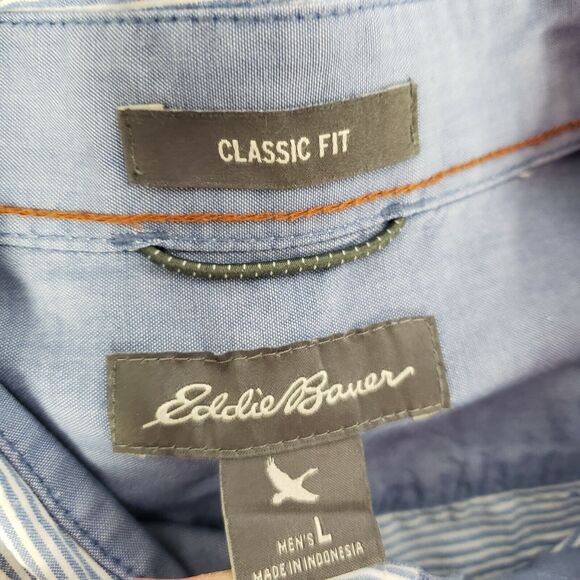 CLASSIC FIT
Eddie Bauer
MEN'S L
MADE IN INDONESIA